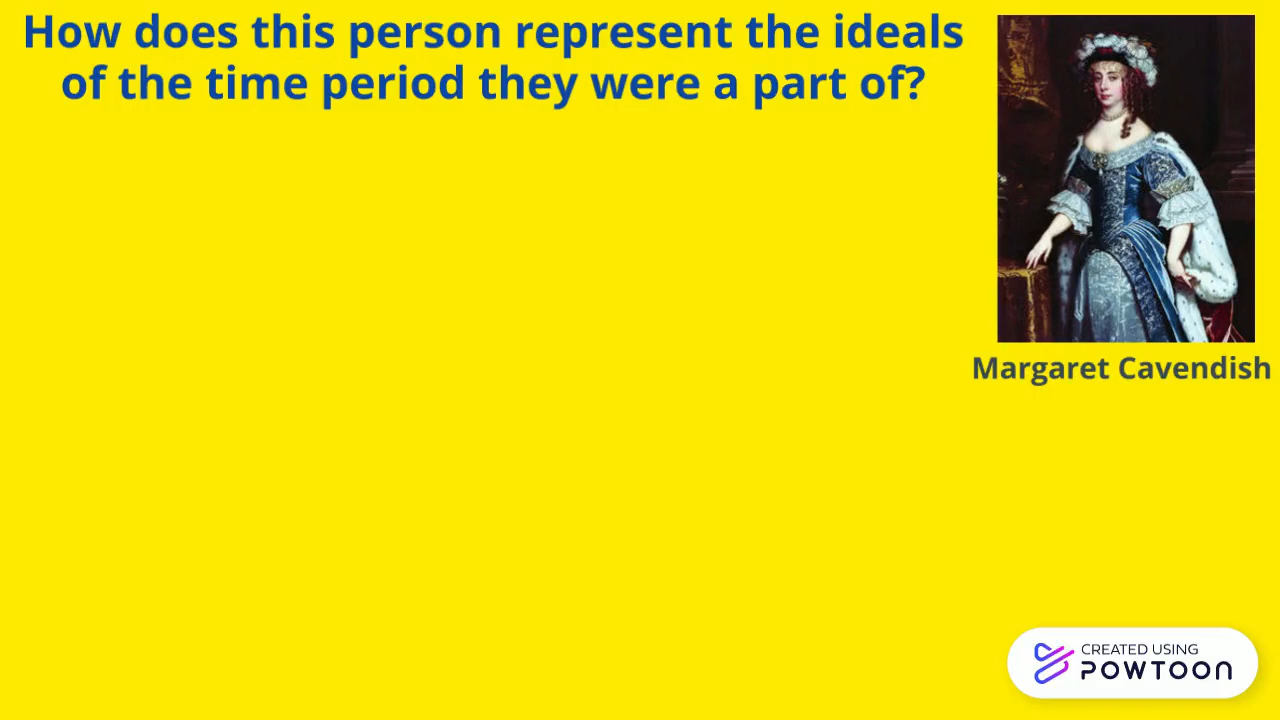 How does this person represent the ideals
of the time period they were a part of?
Margaret Cavendish
CREATED USING
POWTOON